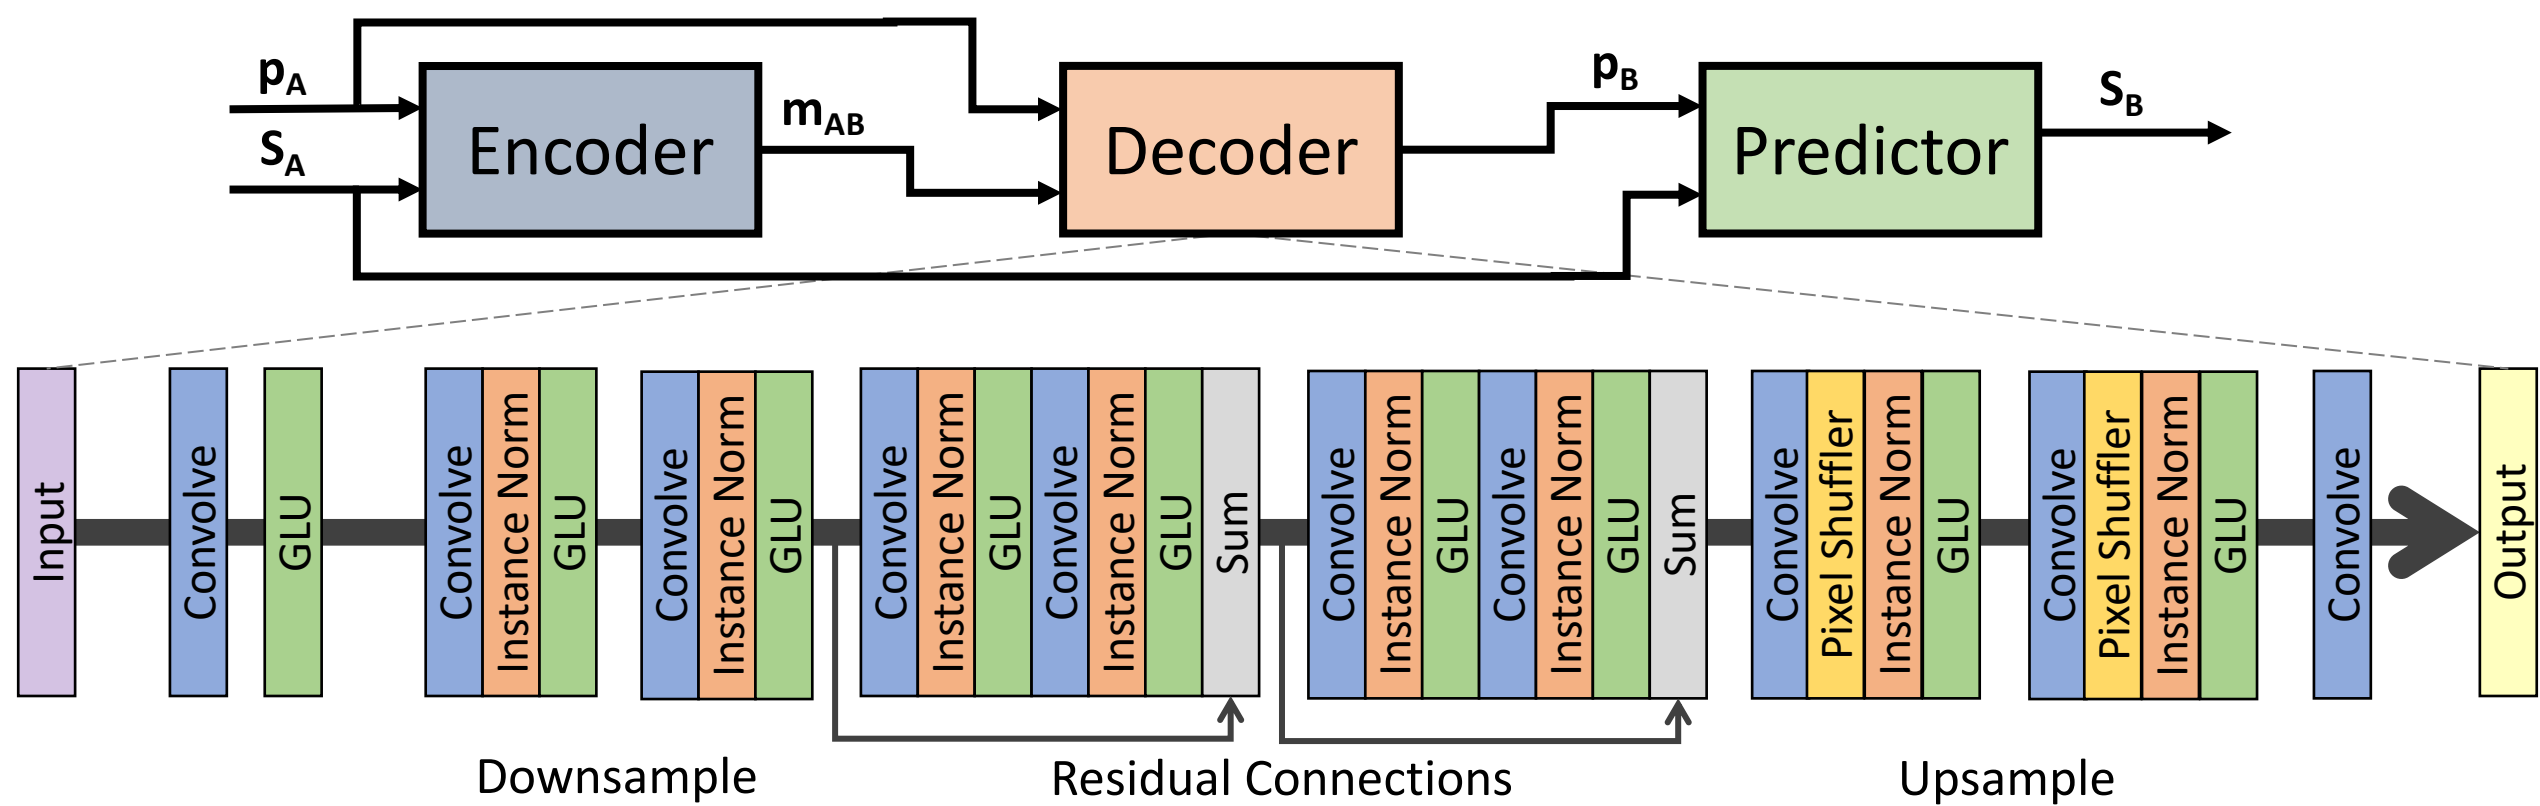 pA
SA
Encoder
mAB
Decoder
pB
Predictor
SB
Input
Convolve
GLU
Convolve
Instance Norm
GLU
Convolve
Instance Norm
GLU
Convolve
Instance Norm
GLU
Convolve
Instance Norm
GLU
Sum
Convolve
Instance Norm
GLU
Convolve
Instance Norm
GLU
Sum
Convolve
Pixel Shuffler
Instance Norm
GLU
Convolve
Pixel Shuffler
Instance Norm
GLU
Convolve
Output
Downsample
Residual Connections
Upsample